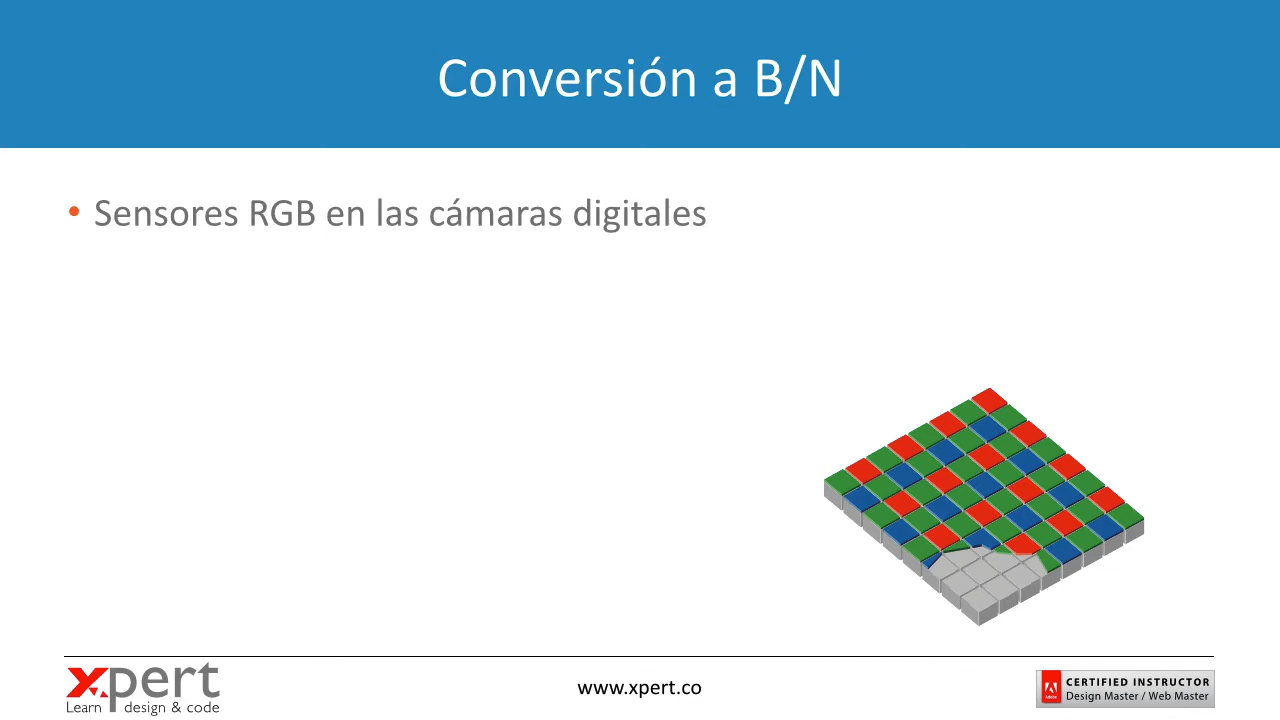 Conversión a B/N
• Sensores RGB en las cámaras digitales
xpert
Learn design & code
www.xpert.co
Adobe
CERTIFIED INSTRUCTOR
Design Master / Web Master